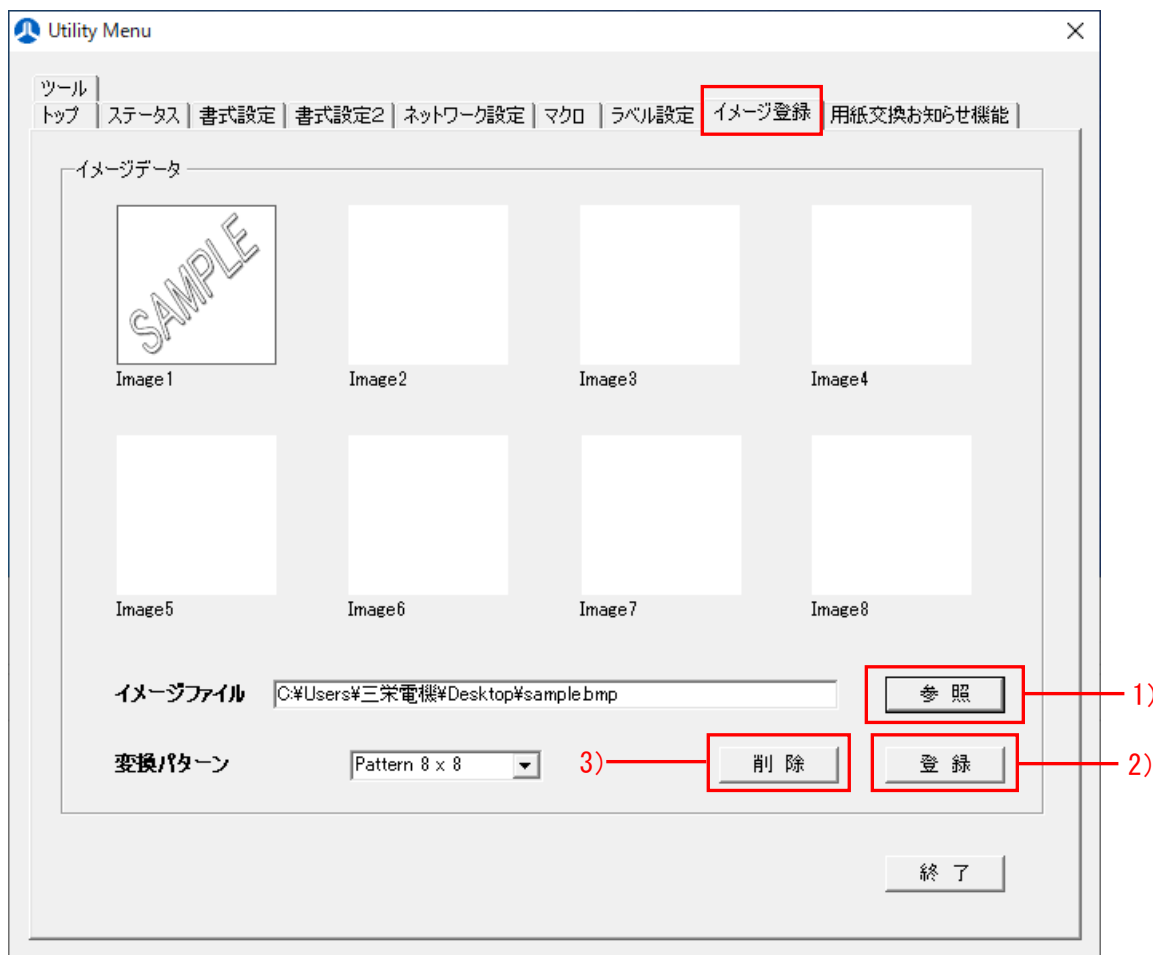 Utility Menu
ツール
トップ ステータス 書式設定 書式設定2 ネットワーク設定 マクロ ラベル設定 イメージ登録 用紙交換お知らせ機能
イメージデータ
SAMPLE
Image1 Image2 Image3 Image4
Image5 Image6 Image7 Image8
イメージファイル C:¥Users¥三栄電機¥Desktop¥sample.bmp 参 照 1)
変換パターン Pattern 8 x 8 3) 削 除 登 録 2)
終 了